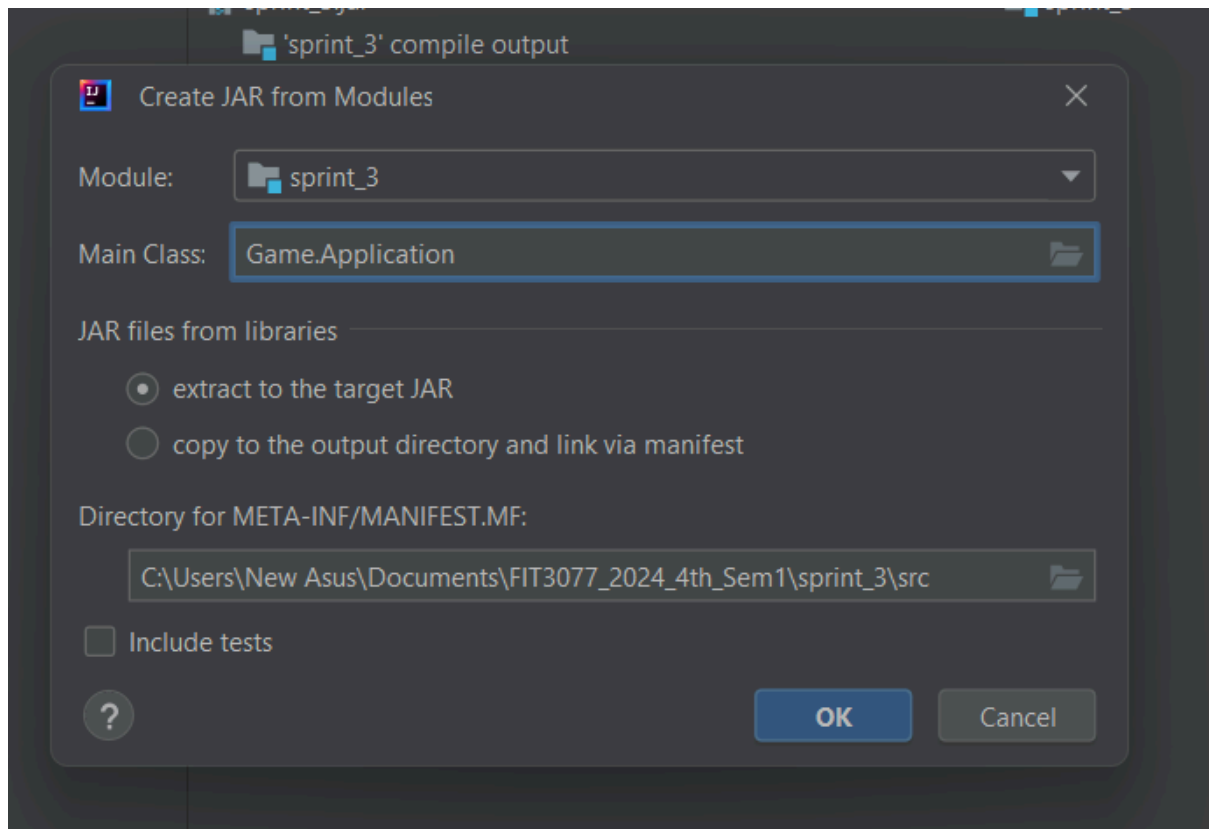 'sprint_3' compile output
Create JAR from Modules
Module: sprint_3
Main Class: Game.Application
JAR files from libraries
extract to the target JAR
copy to the output directory and link via manifest
Directory for META-INF/MANIFEST.MF:
C:\Users\New Asus\Documents\FIT3077_2024_4th_Sem1\sprint_3\src
Include tests
? OK Cancel